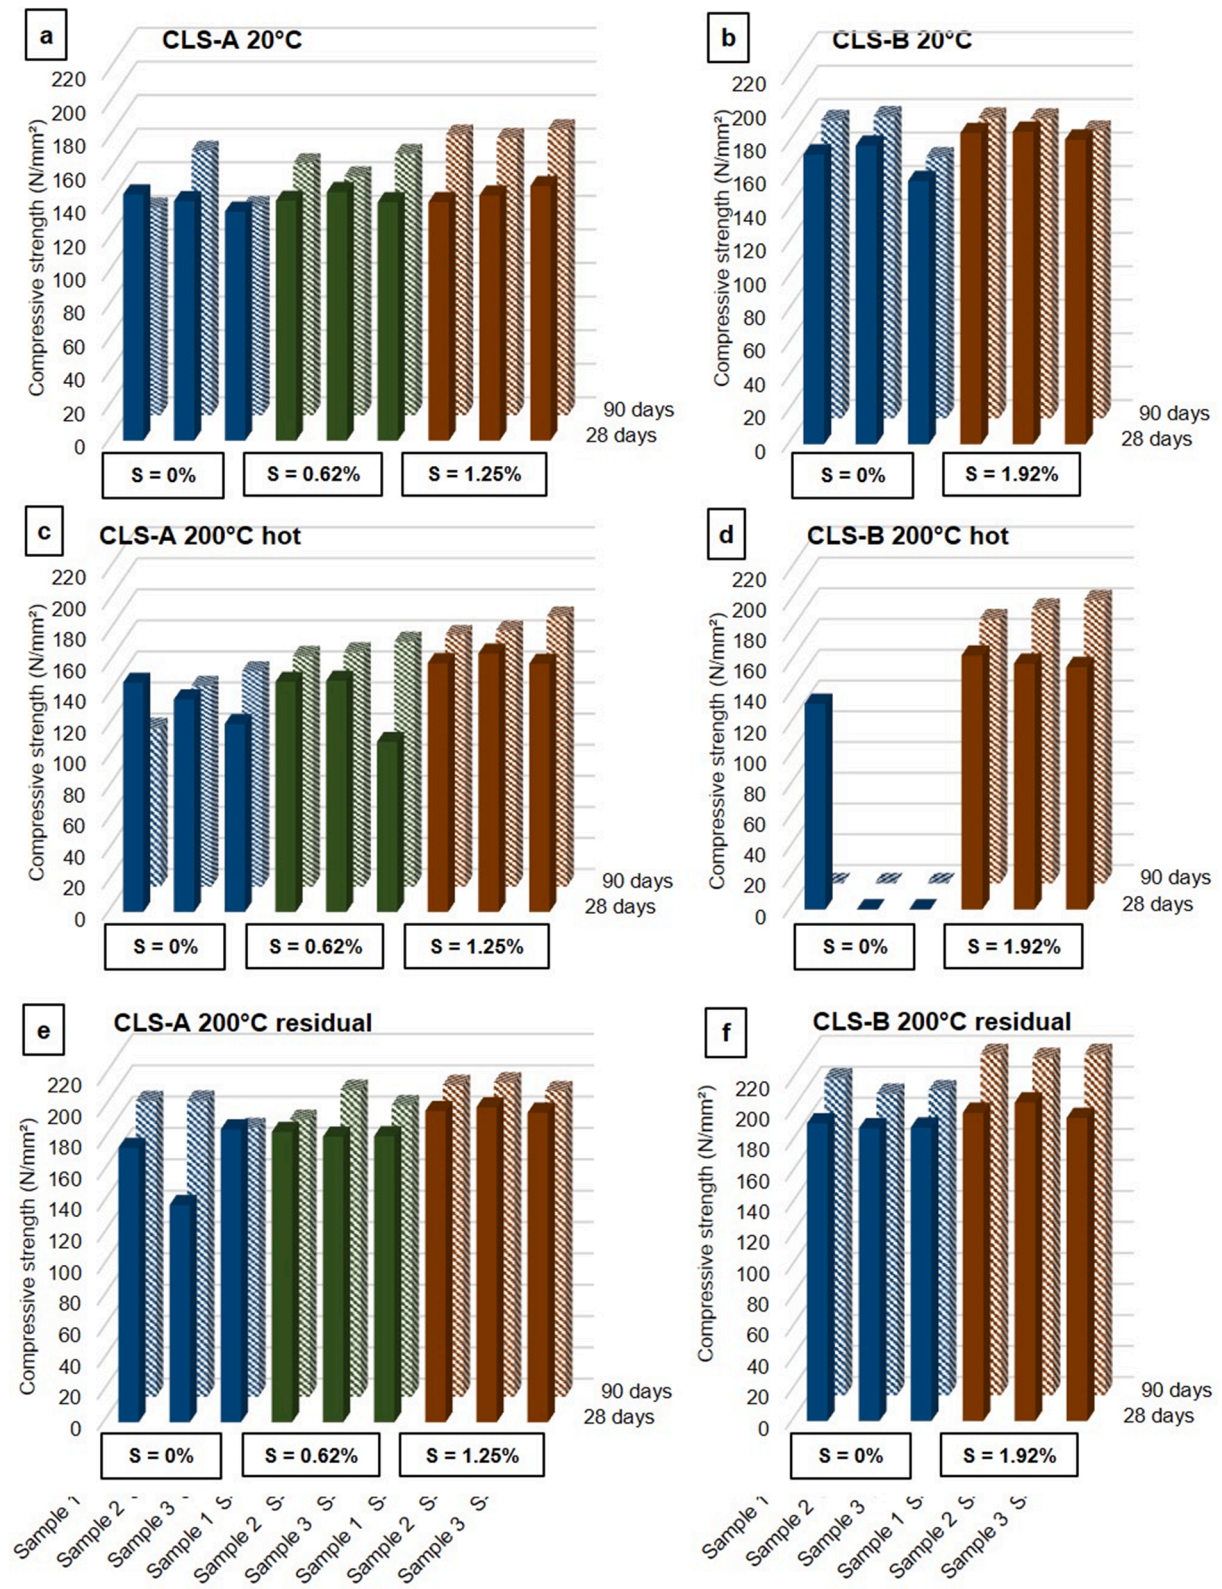 a
CLS-A 20°C
Compressive strength (N/mm²)
220
200
180
160
140
120
100
80
60
40
20
0
90 days
28 days
S = 0%
S = 0.62%
S = 1.25%
b
CLS-B 20°C
Compressive strength (N/mm²)
220
200
180
160
140
120
100
80
60
40
20
0
90 days
28 days
S = 0%
S = 1.92%
c
CLS-A 200°C hot
Compressive strength (N/mm²)
220
200
180
160
140
120
100
80
60
40
20
0
90 days
28 days
S = 0%
S = 0.62%
S = 1.25%
d
CLS-B 200°C hot
Compressive strength (N/mm²)
220
200
180
160
140
120
100
80
60
40
20
0
90 days
28 days
S = 0%
S = 1.92%
e
CLS-A 200°C residual
Compressive strength (N/mm²)
220
200
180
160
140
120
100
80
60
40
20
0
90 days
28 days
S = 0%
S = 0.62%
S = 1.25%
Sample 1
Sample 2
Sample 3
Sample 1 S-
Sample 2 S-
Sample 3 S-
Sample 1 S-
Sample 2 S-
Sample 3 S-
f
CLS-B 200°C residual
Compressive strength (N/mm²)
220
200
180
160
140
120
100
80
60
40
20
0
90 days
28 days
S = 0%
S = 1.92%
Sample 1
Sample 2
Sample 3
Sample 1 S-
Sample 2 S-
Sample 3 S-